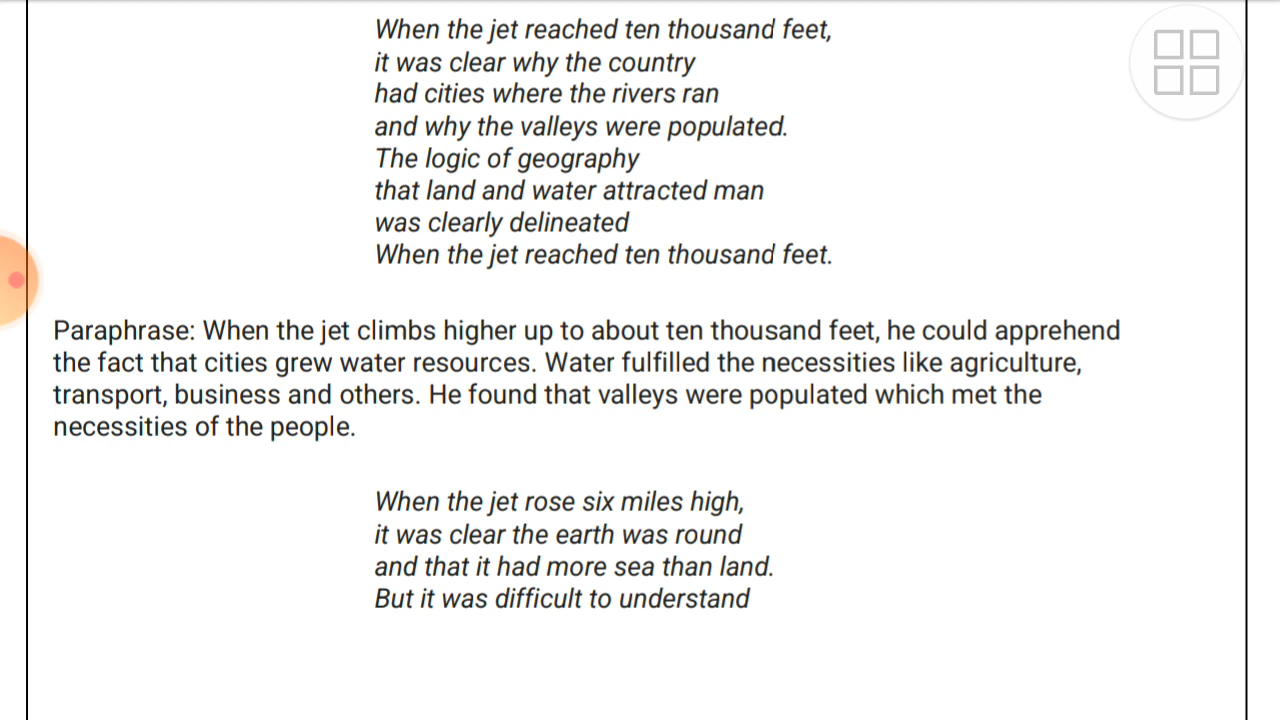 When the jet reached ten thousand feet,
it was clear why the country
had cities where the rivers ran
and why the valleys were populated.
The logic of geography
that land and water attracted man
was clearly delineated
When the jet reached ten thousand feet.
Paraphrase: When the jet climbs higher up to about ten thousand feet, he could apprehend
the fact that cities grew water resources. Water fulfilled the necessities like agriculture,
transport, business and others. He found that valleys were populated which met the
necessities of the people.
When the jet rose six miles high,
it was clear the earth was round
and that it had more sea than land.
But it was difficult to understand